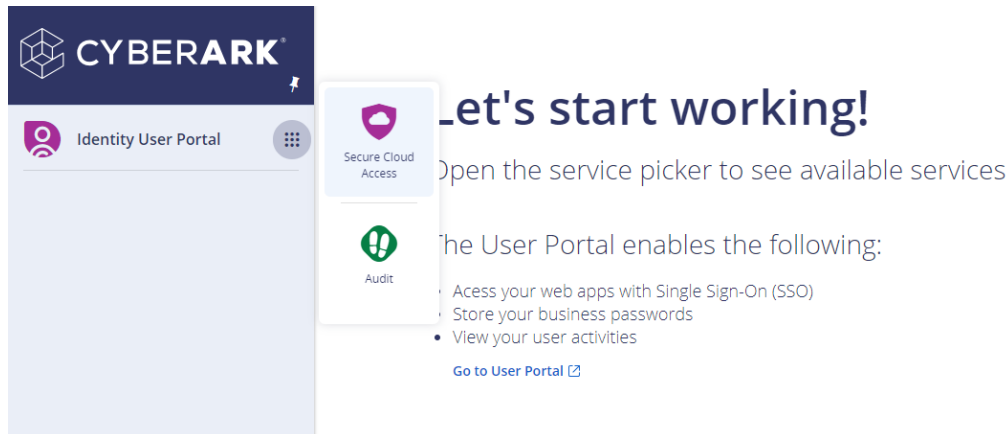 CYBERARK®
Identity User Portal
Secure Cloud
Access
Audit
Let's start working!
Open the service picker to see available services
The User Portal enables the following:
• Acess your web apps with Single Sign-On (SSO)
• Store your business passwords
• View your user activities
Go to User Portal